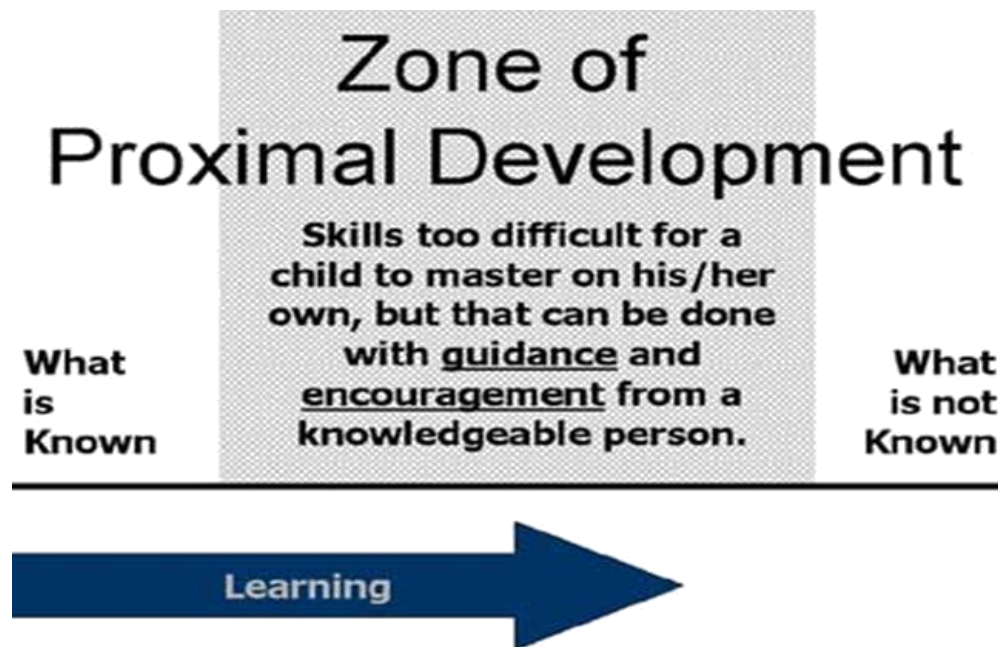 Zone of
Proximal Development
Skills too difficult for a
child to master on his/her
own, but that can be done
with guidance and
encouragement from a
knowledgeable person.
What
is
Known
What
is not
Known
Learning